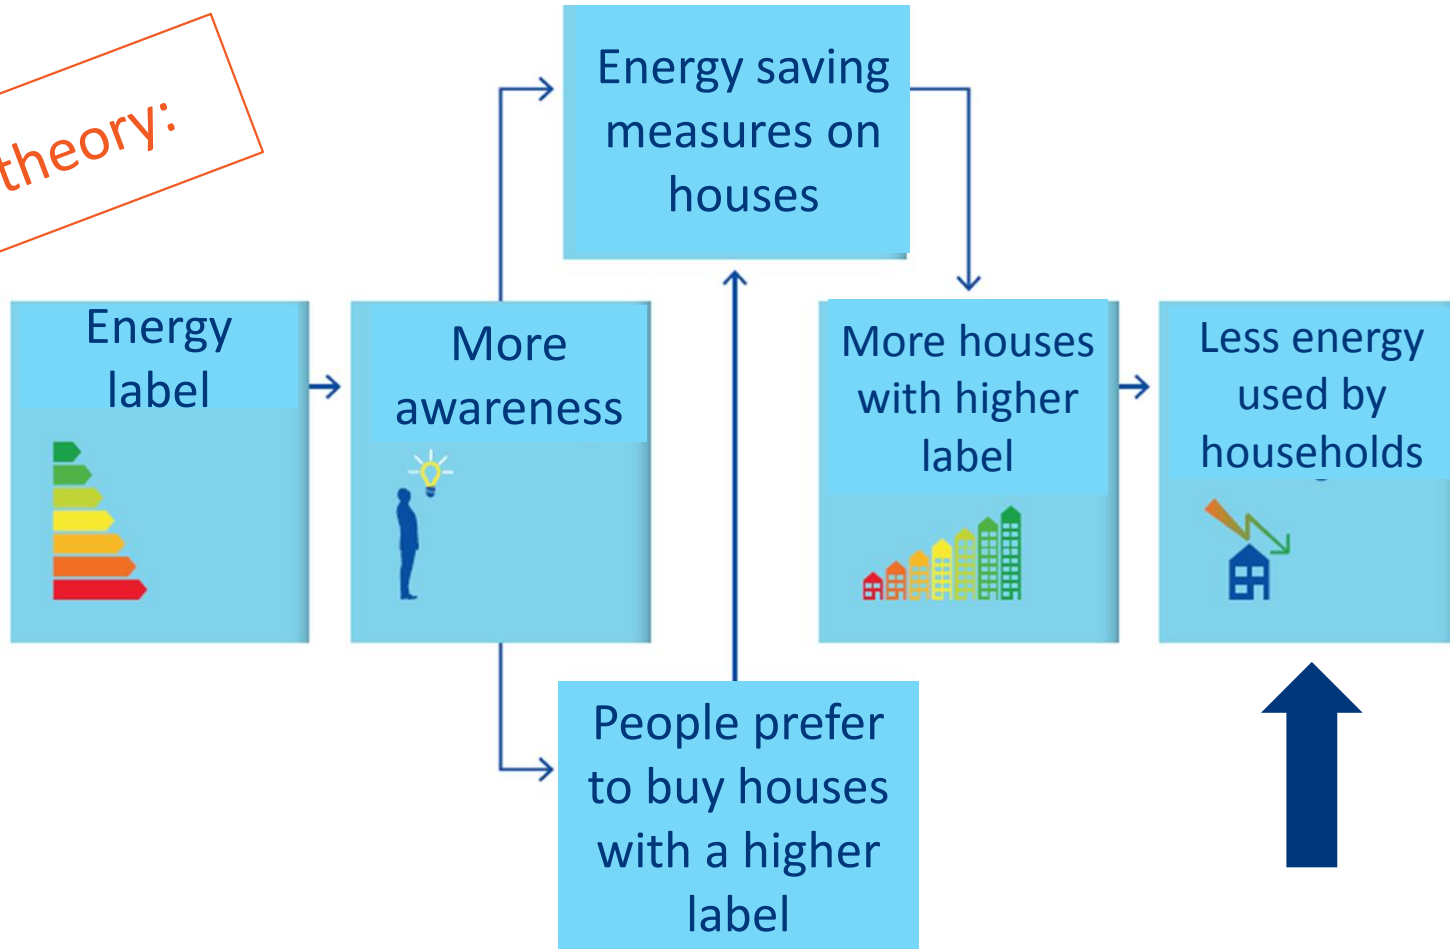 theory:
Energy saving
measures on
houses
Energy
label
More
awareness
More houses
with higher
label
Less energy
used by
households
People prefer
to buy houses
with a higher
label